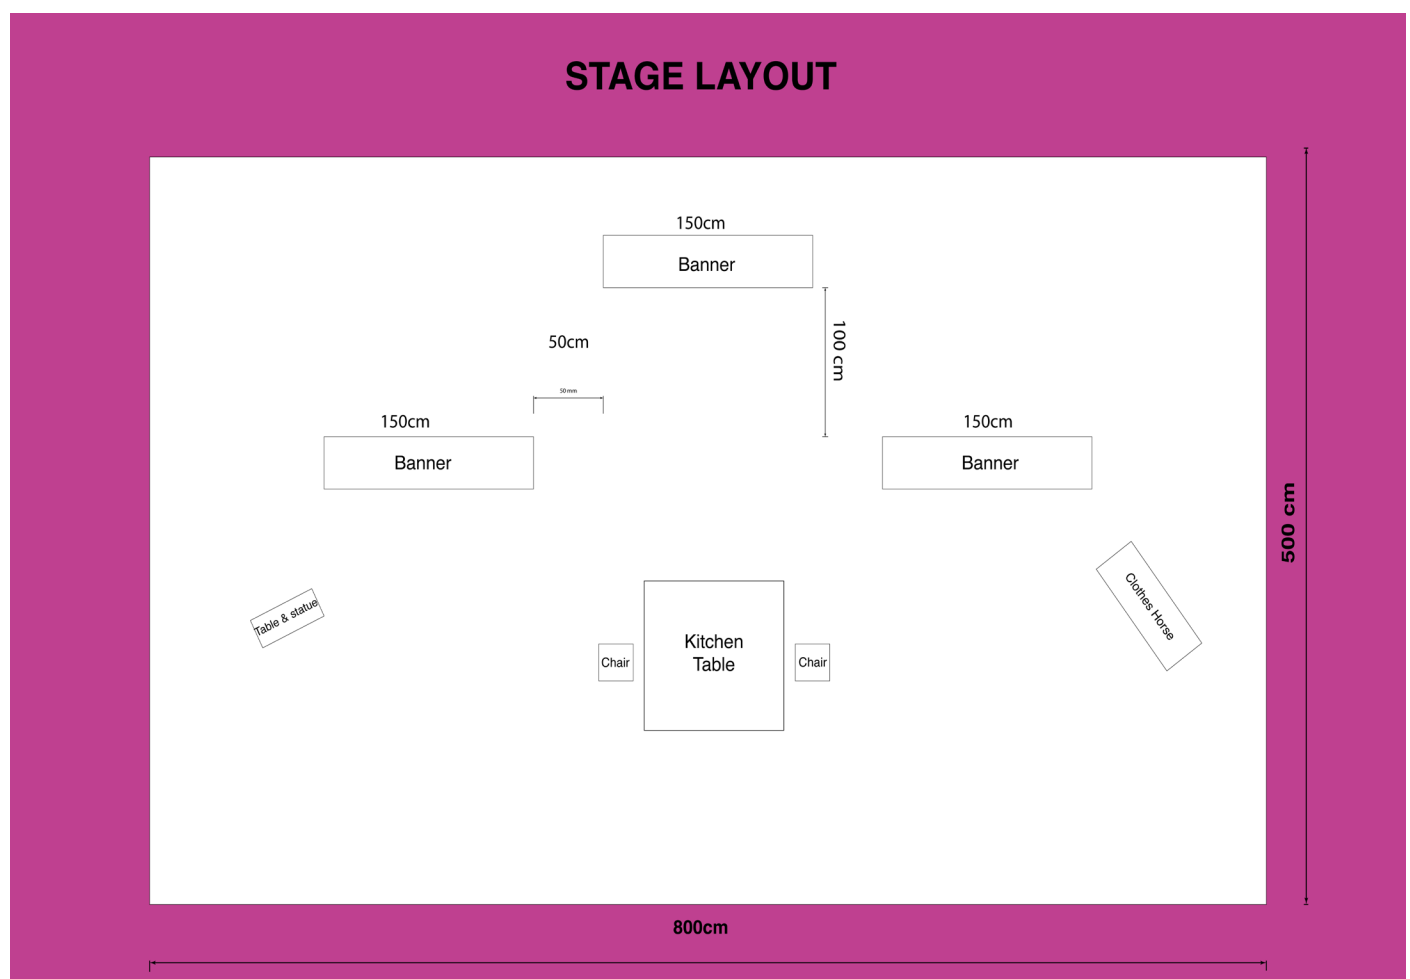 STAGE LAYOUT
150cm
Banner
100 cm
50cm
50 mm
150cm
Banner
150cm
Banner
500 cm
Table & statue
Clothes Horse
Kitchen
Table
Chair
Chair
800cm